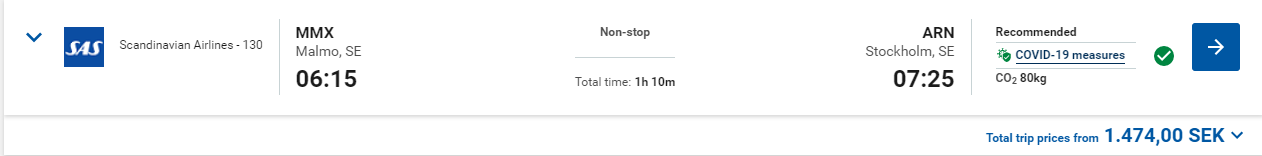 SAS
Scandinavian Airlines - 130
MMX
Malmo, SE
06:15
Non-stop
Total time: 1h 10m
ARN
Stockholm, SE
07:25
Recommended
COVID-19 measures
CO₂ 80kg
Total trip prices from 1.474,00 SEK